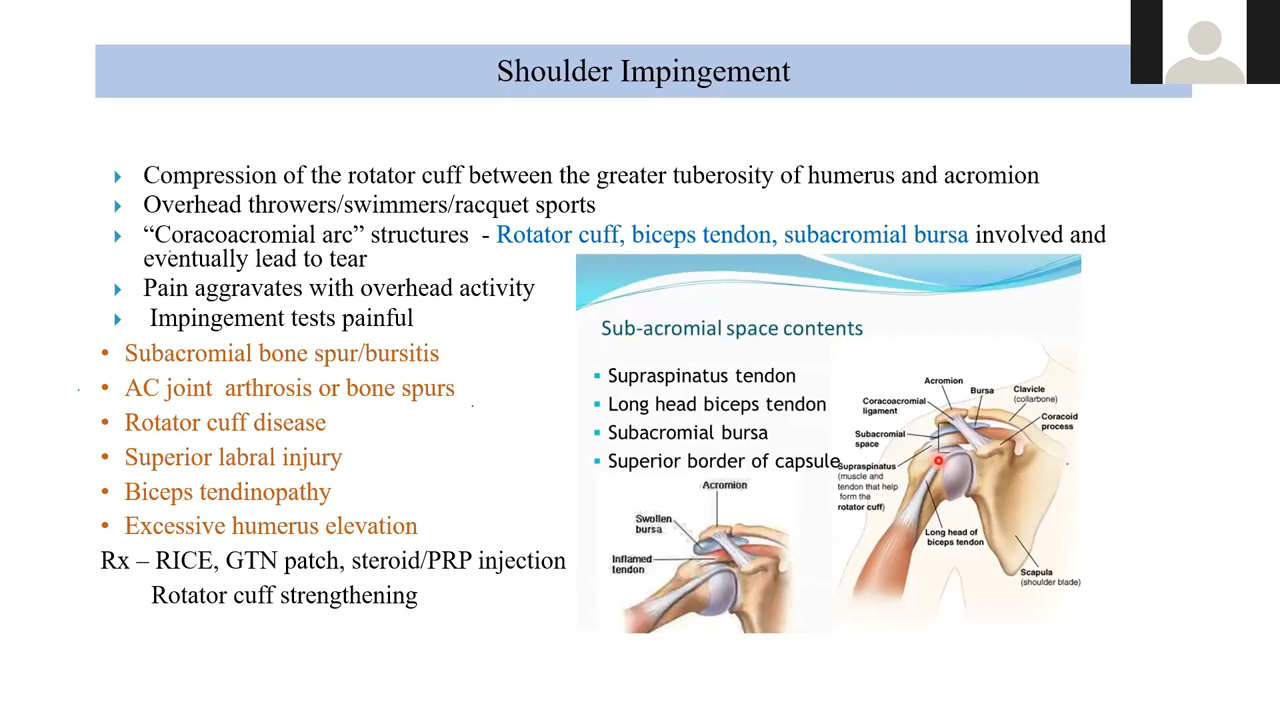 Shoulder Impingement
Compression of the rotator cuff between the greater tuberosity of humerus and acromion
Overhead throwers/swimmers/racquet sports
“Coracoacromial arc” structures - Rotator cuff, biceps tendon, subacromial bursa involved and
eventually lead to tear
Pain aggravates with overhead activity
Impingement tests painful
Subacromial bone spur/bursitis
AC joint arthrosis or bone spurs
Rotator cuff disease
Superior labral injury
Biceps tendinopathy
Excessive humerus elevation
Rx – RICE, GTN patch, steroid/PRP injection
Rotator cuff strengthening
Sub-acromial space contents
Supraspinatus tendon
Long head biceps tendon
Subacromial bursa
Superior border of capsule
Acromion
Swollen
bursa
Inflamed
tendon
Acromion
Bursa
Clavicle
(collarbone)
Coracoacromial
ligament
Coracoid
process
Subacromial
space
Supraspinatus
(muscle and
tendon that help
form the
rotator cuff)
Long head of
biceps tendon
Scapula
(shoulder blade)